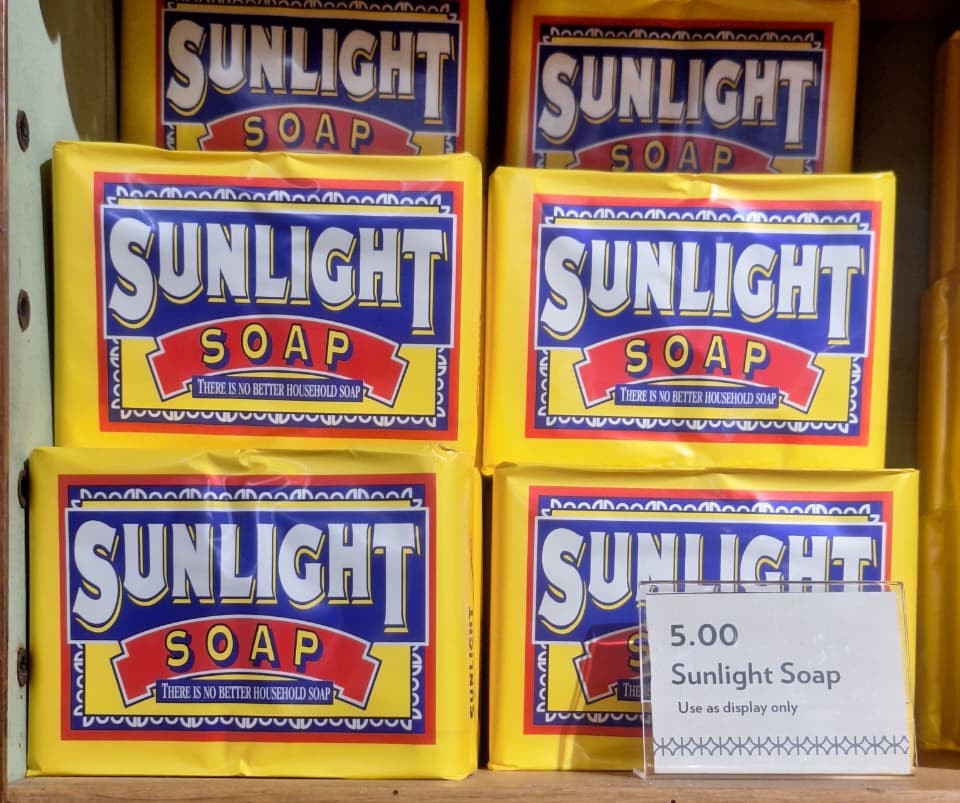 SUNLIGHT
SOAP
SUNLIGHT
SOAP
SUNLIGHT
SOAP
THERE IS NO BETTER HOUSEHOLD SOAP
SUNLIGHT
SOAP
THERE IS NO BETTER HOUSEHOLD SOAP
SUNLIGHT
SOAP
THERE IS NO BETTER HOUSEHOLD SOAP
SUNLIGHT
SUNLIGHT
S
THE
5.00
Sunlight Soap
Use as display only